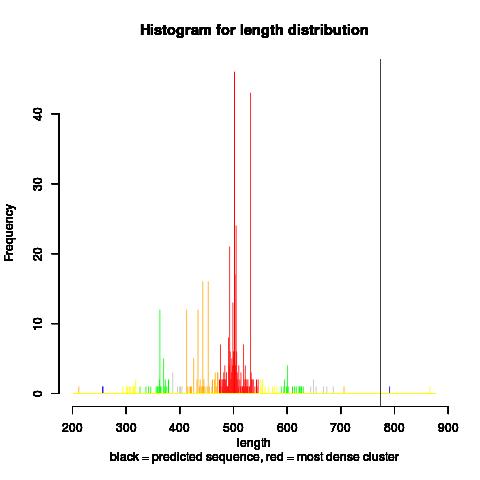 Histogram for length distribution
Frequency
40
30
20
10
0
200 300 400 500 600 700 800 900
length
black = predicted sequence, red = most dense cluster